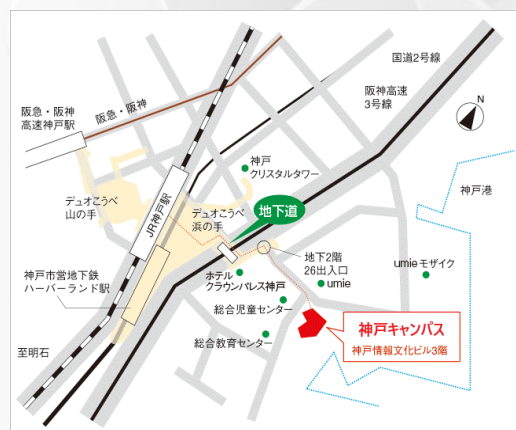 国道2号線
阪神高速
3号線
阪急・阪神
高速神戸駅
阪急・阪神
N
神戸
クリスタルタワー
神戸港
デュオこうべ
山の手
JR神戸駅
デュオこうべ
浜の手
地下道
地下2階
26出入口
神戸市営地下鉄
ハーバーランド駅
ホテル
クラウンパレス神戸
umie
umieモザイク
総合児童センター
至明石
総合教育センター
神戸キャンパス
神戸情報文化ビル3階